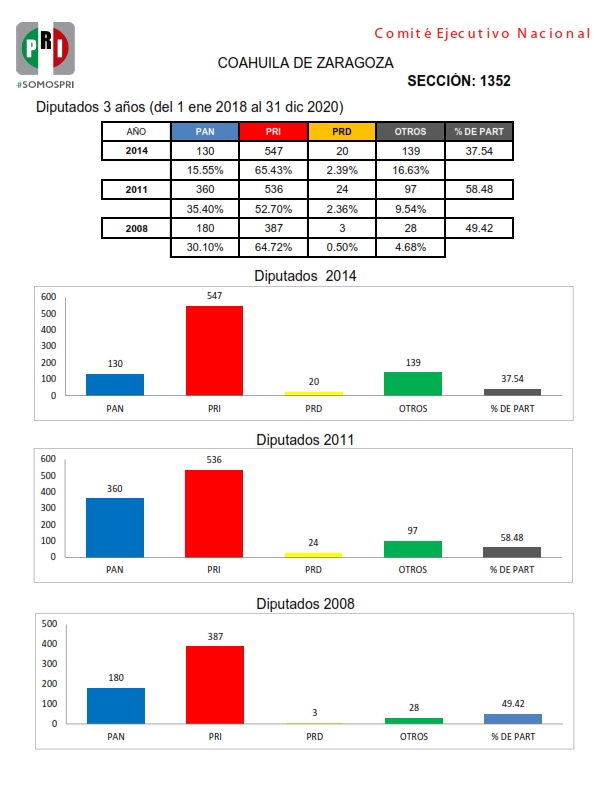 Comité Ejecutivo Nacional
PRI
#SOMOSPRI
COAHUILA DE ZARAGOZA
SECCIÓN: 1352
Diputados 3 años (del 1 ene 2018 al 31 dic 2020)
AÑO PAN PRI PRD OTROS % DE PART
2014 130 547 20 139 37.54
15.55% 65.43% 2.39% 16.63%
2011 360 536 24 97 58.48
35.40% 52.70% 2.36% 9.54%
2008 180 387 3 28 49.42
30.10% 64.72% 0.50% 4.68%
Diputados 2014
600
500
400
300
200
100
0
130 547 20 139 37.54
PAN PRI PRD OTROS % DE PART
Diputados 2011
600
500
400
300
200
100
0
360 536 24 97 58.48
PAN PRI PRD OTROS % DE PART
Diputados 2008
500
400
300
200
100
0
180 387 3 28 49.42
PAN PRI PRD OTROS % DE PART